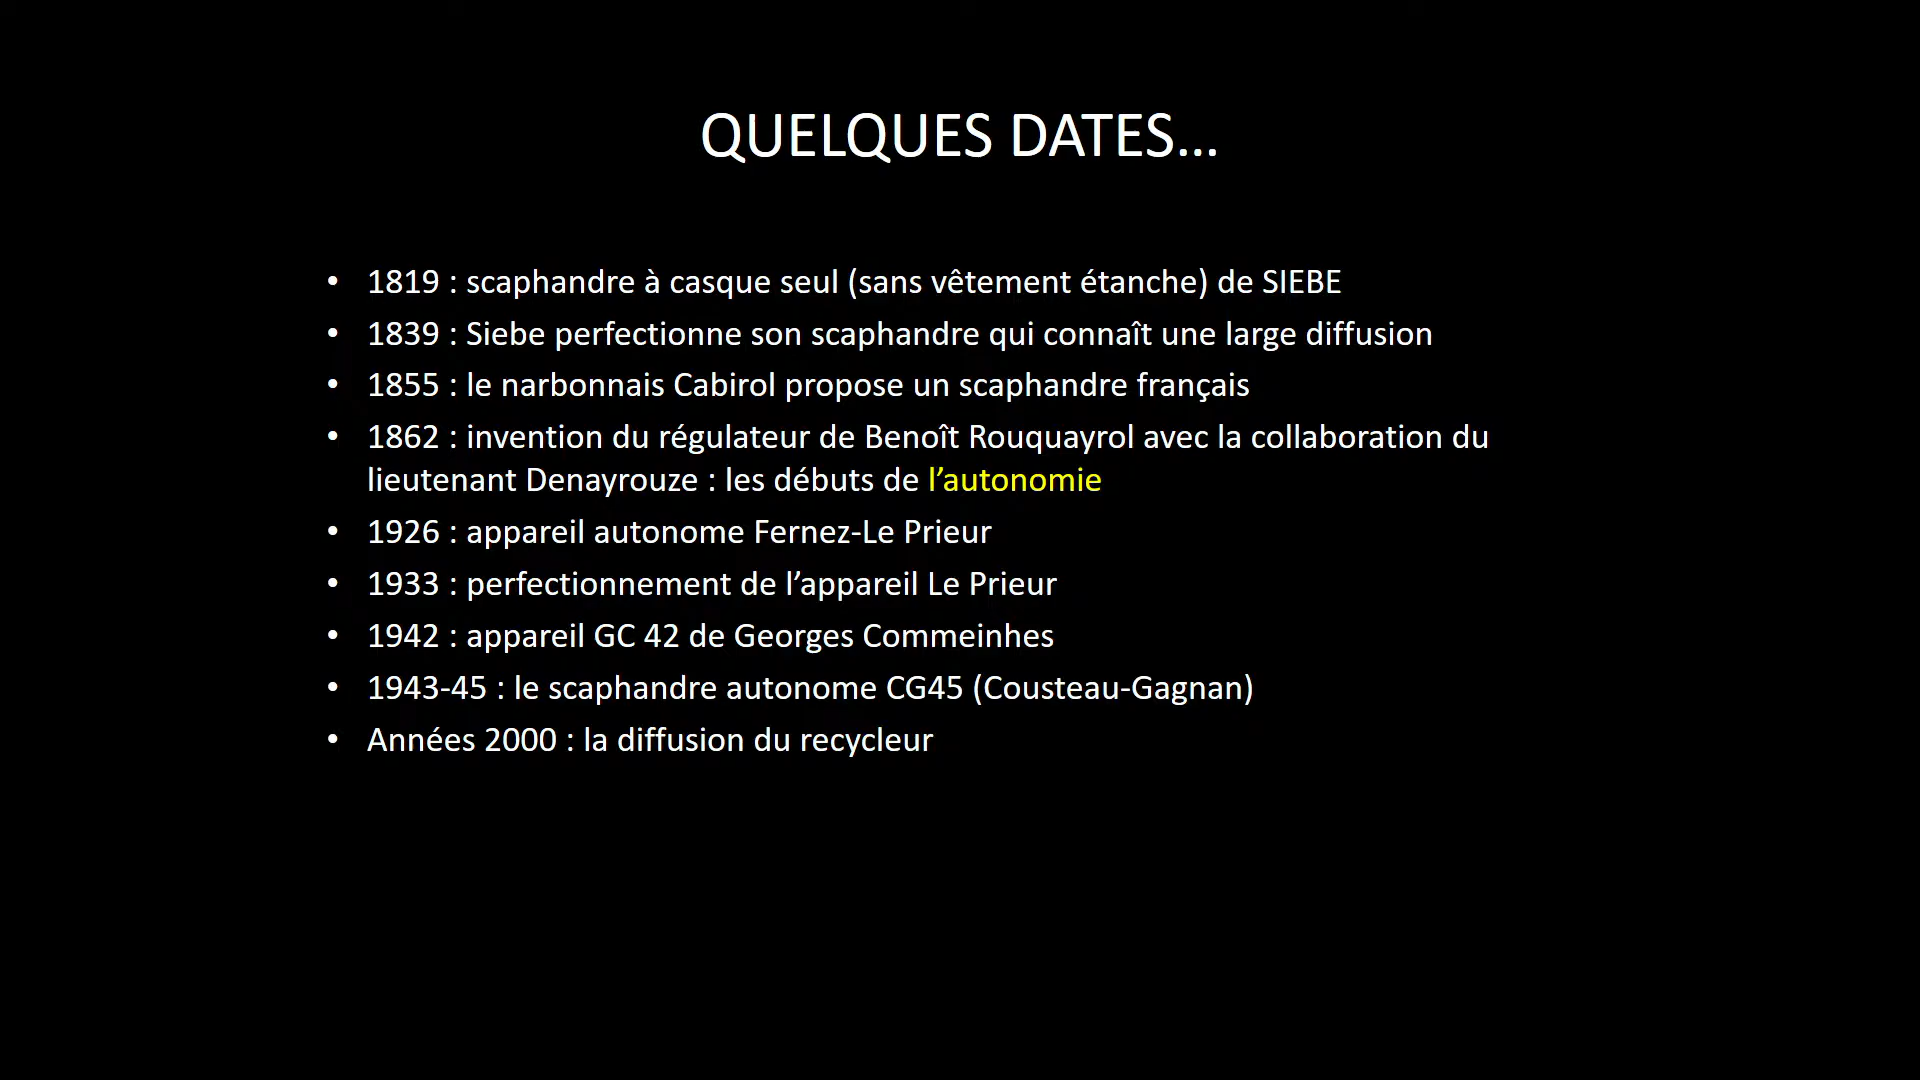 QUELQUES DATES...
• 1819 : scaphandre à casque seul (sans vêtement étanche) de SIEBE
• 1839 : Siebe perfectionne son scaphandre qui connaît une large diffusion
• 1855 : le narbonnais Cabirol propose un scaphandre français
• 1862 : invention du régulateur de Benoît Rouquayrol avec la collaboration du
lieutenant Denayrouze : les débuts de l’autonomie
• 1926 : appareil autonome Fernez-Le Prieur
• 1933 : perfectionnement de l’appareil Le Prieur
• 1942 : appareil GC 42 de Georges Commeinhes
• 1943-45 : le scaphandre autonome CG45 (Cousteau-Gagnan)
• Années 2000 : la diffusion du recycleur